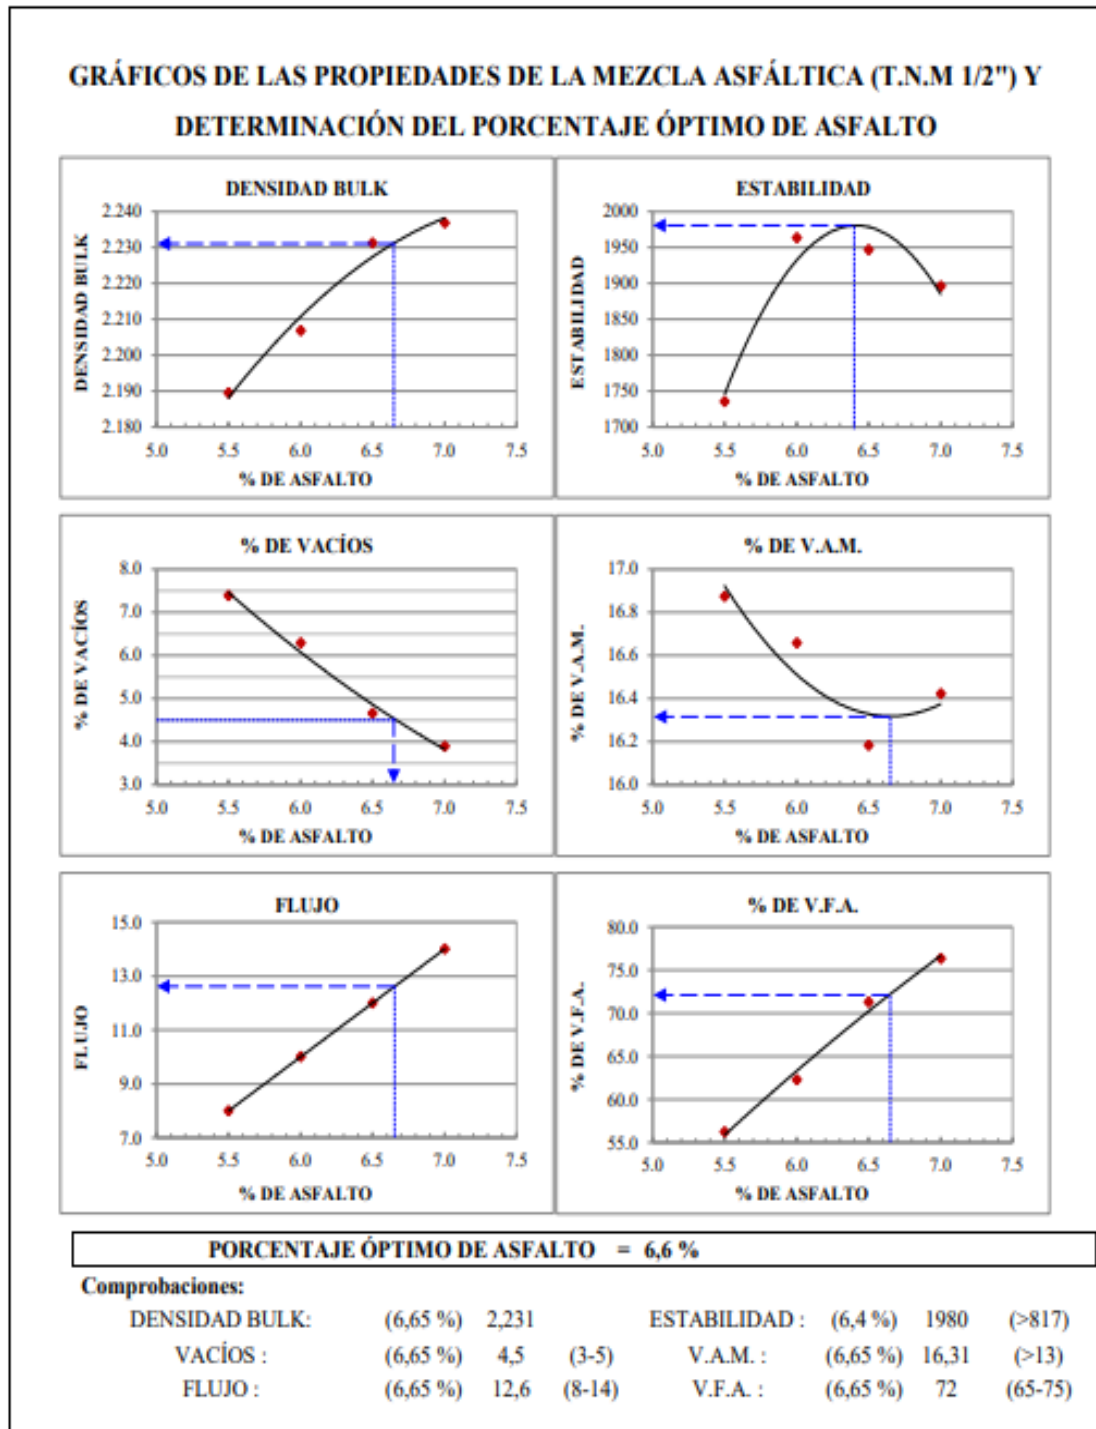 GRÁFICOS DE LAS PROPIEDADES DE LA MEZCLA ASFÁLTICA (T.N.M 1/2") Y
DETERMINACIÓN DEL PORCENTAJE ÓPTIMO DE ASFALTO
DENSIDAD BULK
DENSIDAD BULK
2.240
2.230
2.220
2.210
2.200
2.190
2.180
5.0 5.5 6.0 6.5 7.0 7.5
% DE ASFALTO
ESTABILIDAD
ESTABILIDAD
2000
1950
1900
1850
1800
1750
1700
5.0 5.5 6.0 6.5 7.0 7.5
% DE ASFALTO
% DE VACÍOS
% DE VACÍOS
8.0
7.0
6.0
5.0
4.0
3.0
5.0 5.5 6.0 6.5 7.0 7.5
% DE ASFALTO
% DE V.A.M.
% DE V.A.M.
17.0
16.8
16.6
16.4
16.2
16.0
5.0 5.5 6.0 6.5 7.0 7.5
% DE ASFALTO
FLUJO
FLUJO
15.0
13.0
11.0
9.0
7.0
5.0 5.5 6.0 6.5 7.0 7.5
% DE ASFALTO
% DE V.F.A.
% DE V.F.A.
80.0
75.0
70.0
65.0
60.0
55.0
5.0 5.5 6.0 6.5 7.0 7.5
% DE ASFALTO
PORCENTAJE ÓPTIMO DE ASFALTO = 6,6 %
Comprobaciones:
DENSIDAD BULK: (6,65 %) 2,231 ESTABILIDAD : (6,4 %) 1980 (>817)
VACÍOS : (6,65 %) 4,5 (3-5) V.A.M. : (6,65 %) 16,31 (>13)
FLUJO : (6,65 %) 12,6 (8-14) V.F.A. : (6,65 %) 72 (65-75)